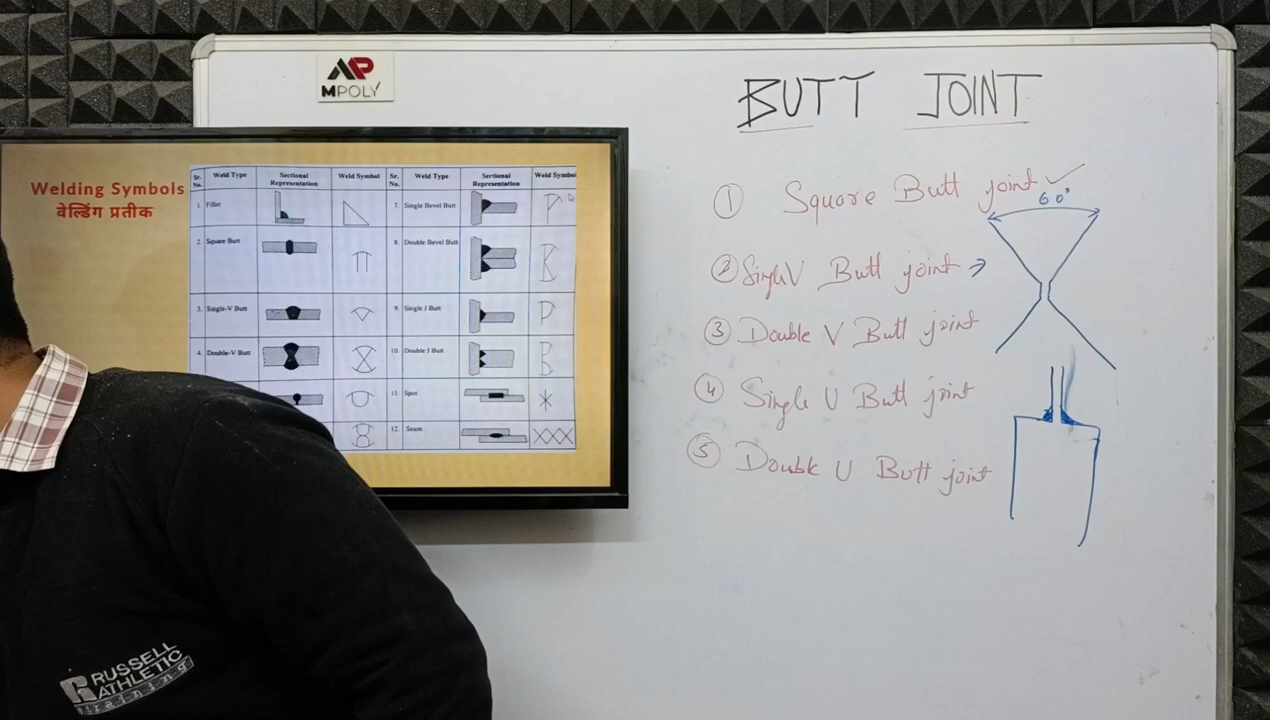 MPOLY
BUTT JOINT
Welding Symbols
वेल्डिंग प्रतीक
Sr. No. Weld Type Sectional Representation Weld Symbol Sr. No. Weld Type Sectional Representation Weld Symbol
1. Fillet 7. Single Bevel Butt
2. Square Butt 8. Double Bevel Butt
3. Single-V Butt 9. Single J Butt
4. Double-V Butt 10. Double J Butt
11. Spot
12. Seam
① Square Butt joint ✓
60°
② Single V Butt joint →
③ Double V Butt joint
④ Single U Butt joint
⑤ Double U Butt joint
RUSSELL
ATHLETIC
training